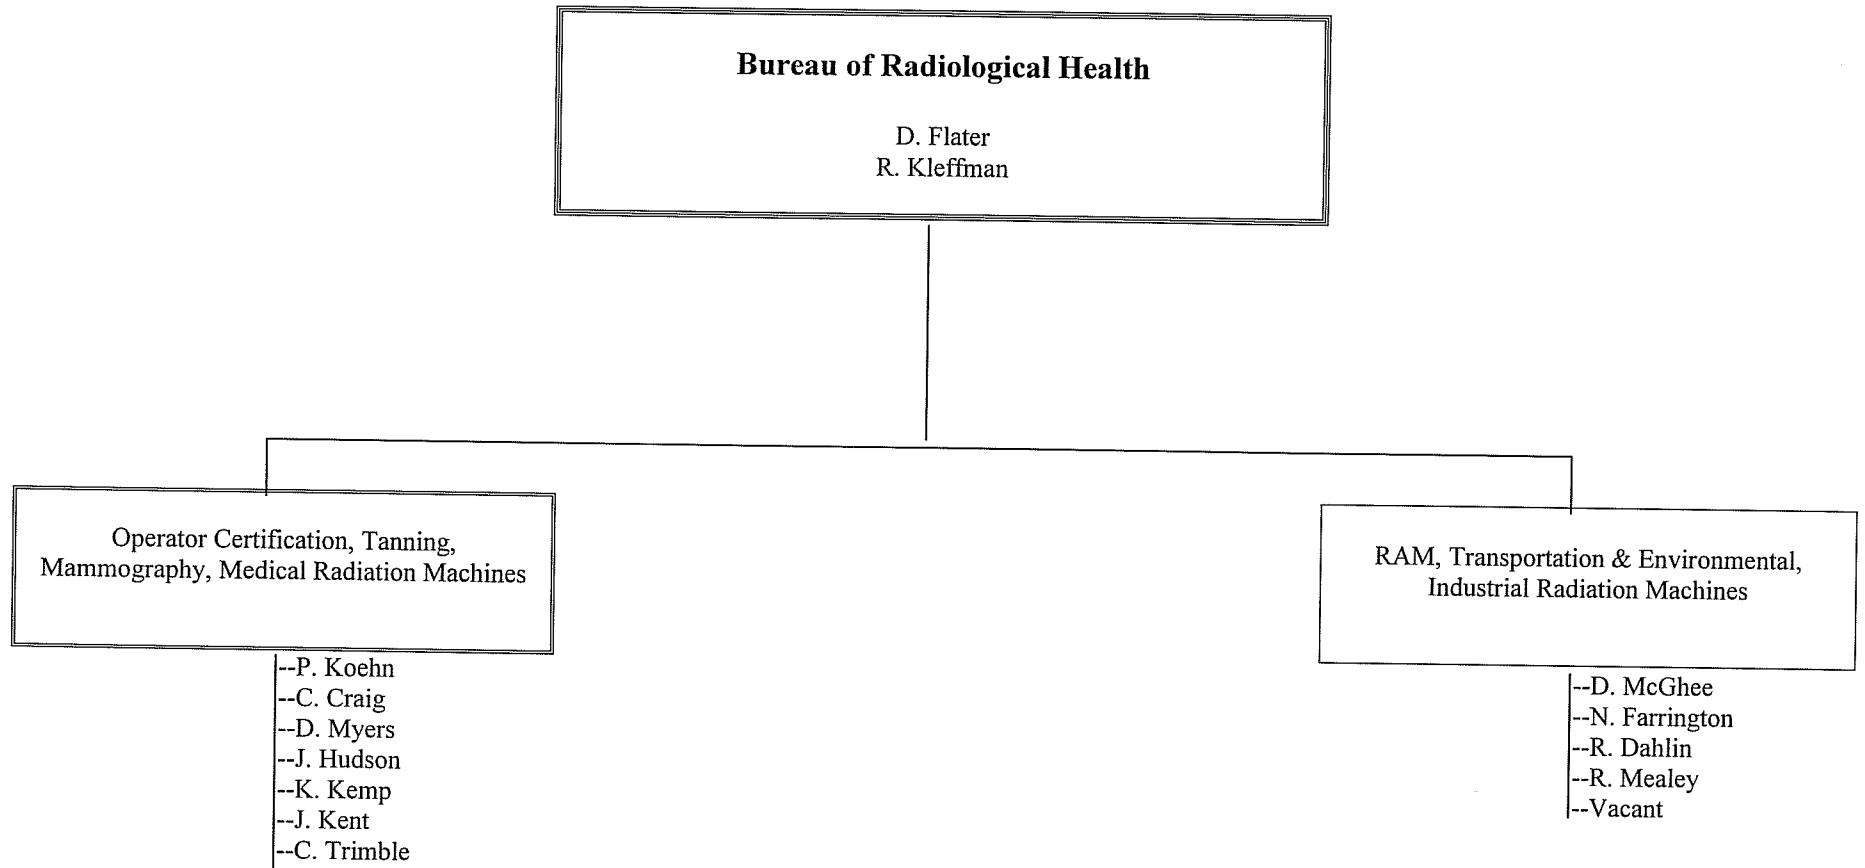 Bureau of Radiological Health
D. Flater
R. Kleffman
Operator Certification, Tanning,
Mammography, Medical Radiation Machines
--P. Koehn
--C. Craig
--D. Myers
--J. Hudson
--K. Kemp
--J. Kent
--C. Trimble
RAM, Transportation & Environmental,
Industrial Radiation Machines
--D. McGhee
--N. Farrington
--R. Dahlin
--R. Mealey
--Vacant